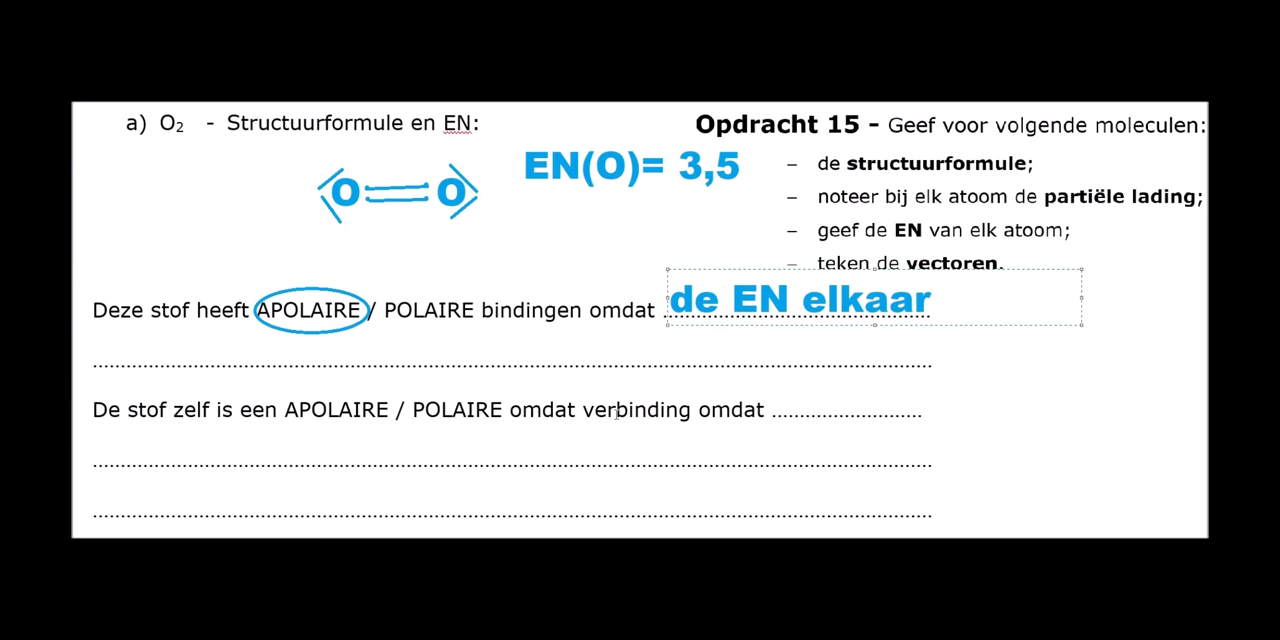 a) O₂ - Structuurformule en EN:
Opdracht 15 - Geef voor volgende moleculen:
EN(O)= 3,5
– de structuurformule;
O O
– noteer bij elk atoom de partiële lading;
– geef de EN van elk atoom;
– teken de vectoren.
Deze stof heeft APOLAIRE / POLAIRE bindingen omdat de EN elkaar
De stof zelf is een APOLAIRE / POLAIRE omdat verbinding omdat